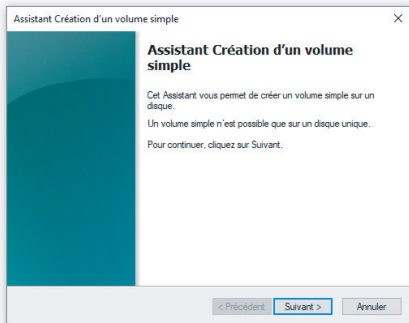 Assistant Création d'un volume simple
Assistant Création d'un volume
simple
Cet Assistant vous permet de créer un volume simple sur un
disque.
Un volume simple n'est possible que sur un disque unique.
Pour continuer, cliquez sur Suivant.
< Précédent
Suivant >
Annuler